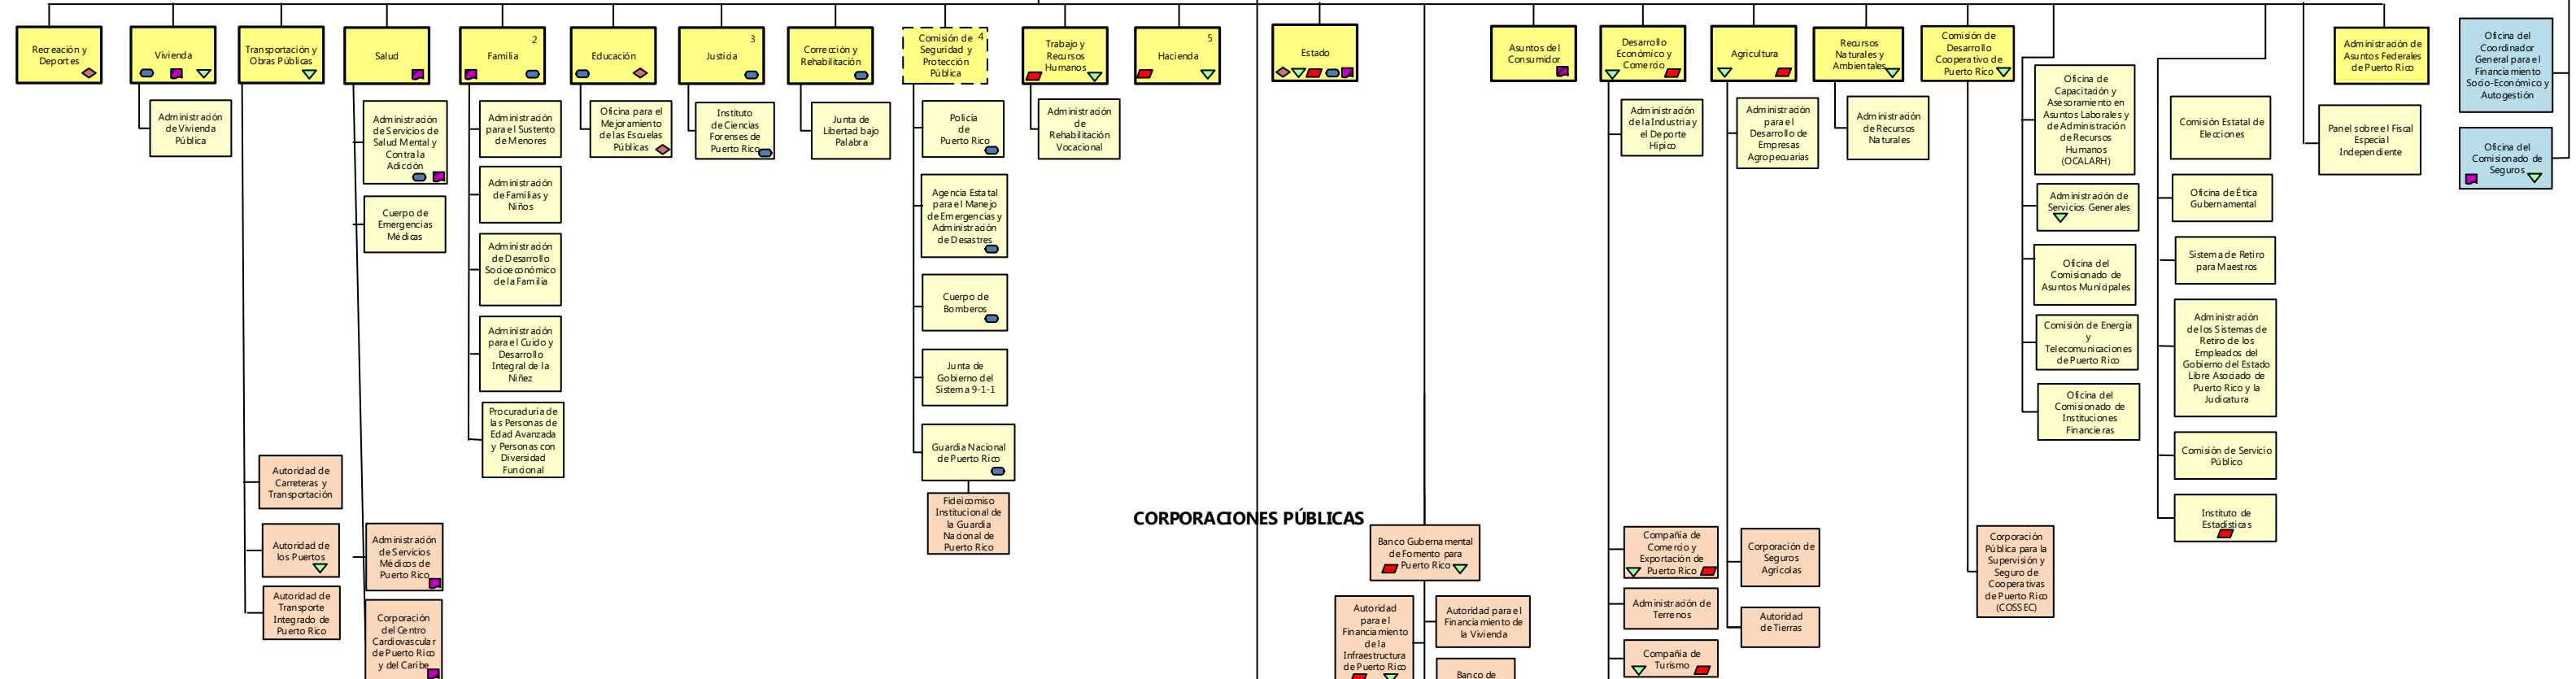 Recreación y
Deportes
Vivienda
Transportación y
Obras Públicas
Salud
2
Familia
Educación
3
Justicia
Corrección y
Rehabilitación
Comisión de 4
Seguridad y
Protección
Pública
Trabajo y
Recursos
Humanos
5
Hacienda
Estado
Asuntos del
Consumidor
Desarrollo
Económico y
Comercio
Agricultura
Recursos
Naturales y
Ambientales
Comisión de
Desarrollo
Cooperativo de
Puerto Rico
Administración de
Asuntos Federales
de Puerto Rico
Oficina del
Coordinador
General para el
Financiamiento
Socio-Económico y
Autogestión
Administración
de Vivienda
Pública
Administración
de Servicios de
Salud Mental y
Contra la
Adicción
Cuerpo de
Emergencias
Médicas
Administración
para el Sustento
de Menores
Administración
de Familias y
Niños
Administración
de Desarrollo
Socioeconómico
de la Familia
Administración
para el Cuido y
Desarrollo
Integral de la
Niñez
Procuraduria de
las Personas de
Edad Avanzada
y Personas con
Diversidad
Funcional
Oficina para el
Mejoramiento
de las Escuelas
Públicas
Instituto
de Ciencias
Forenses de
Puerto Rico
Junta de
Libertad bajo
Palabra
Policía
de
Puerto Rico
Agencia Estatal
para el Manejo
de Emergencias y
Administración
de Desastres
Cuerpo de
Bomberos
Junta de
Gobierno del
Sistema 9-1-1
Guardia Nacional
de Puerto Rico
Fideicomiso
Institucional de
la Guardia
Nacional de
Puerto Rico
Administración
de
Rehabilitación
Vocacional
Administración
de la Industria y
el Deporte
Hípico
Administración
para el
Desarrollo de
Empresas
Agropecuarias
Administración
de Recursos
Naturales
Oficina de
Capacitación y
Asesoramiento en
Asuntos Laborales y
de Administración
de Recursos
Humanos
(OCALARH)
Administración de
Servicios Generales
Oficina del
Comisionado de
Asuntos Municipales
Comisión de Energía
y
Telecomunicaciones
de Puerto Rico
Oficina del
Comisionado de
Instituciones
Financieras
Comisión Estatal de
Elecciones
Oficina de Ética
Gubernamental
Sistema de Retiro
para Maestros
Administración
de los Sistemas de
Retiro de los
Empleados del
Gobierno del Estado
Libre Asociado de
Puerto Rico y la
Judicatura
Comisión de Servicio
Público
Instituto de
Estadísticas
Panel sobre el Fiscal
Especial
Independiente
Oficina del
Comisionado de
Seguros
Autoridad de
Carreteras y
Transportación
Autoridad de
los Puertos
Autoridad de
Transporte
Integrado de
Puerto Rico
Administración
de Servicios
Médicos de
Puerto Rico
Corporación
del Centro
Cardiovascular
de Puerto Rico
y del Caribe
CORPORACIONES PÚBLICAS
Banco Gubernamental
de Fomento para
Puerto Rico
Autoridad
para el
Financiamiento
de la
Infraestructura
de Puerto Rico
Autoridad para el
Financiamiento de
la Vivienda
Banco de
Compañía de
Comercio y
Exportación de
Puerto Rico
Administración de
Terrenos
Compañía de
Turismo
Corporación de
Seguros
Agrícolas
Autoridad
de Tierras
Corporación
Pública para la
Supervisión y
Seguro de
Cooperativas
de Puerto Rico
(COSSEC)